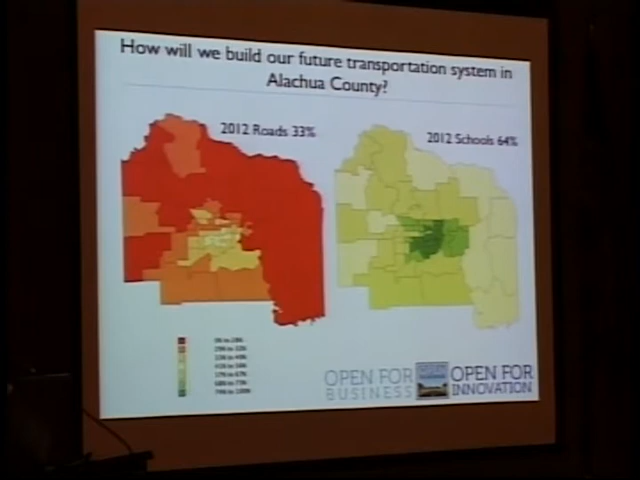 How will we build our future transportation system in
Alachua County?
2012 Roads 33%
2012 Schools 64%
OPEN FOR
BUSINESS
OPEN FOR
INNOVATION